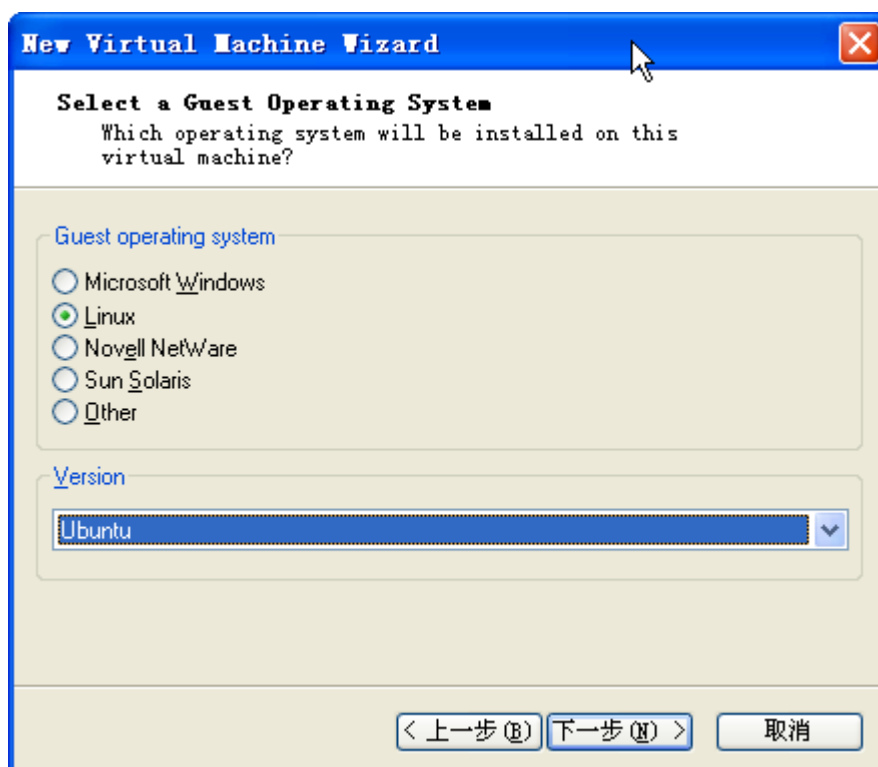 New Virtual Machine Wizard
Select a Guest Operating System
Which operating system will be installed on this
virtual machine?
Guest operating system
Microsoft Windows
Linux
Novell NetWare
Sun Solaris
Other
Version
Ubuntu
< 上一步(B) 下一步(N) > 取消